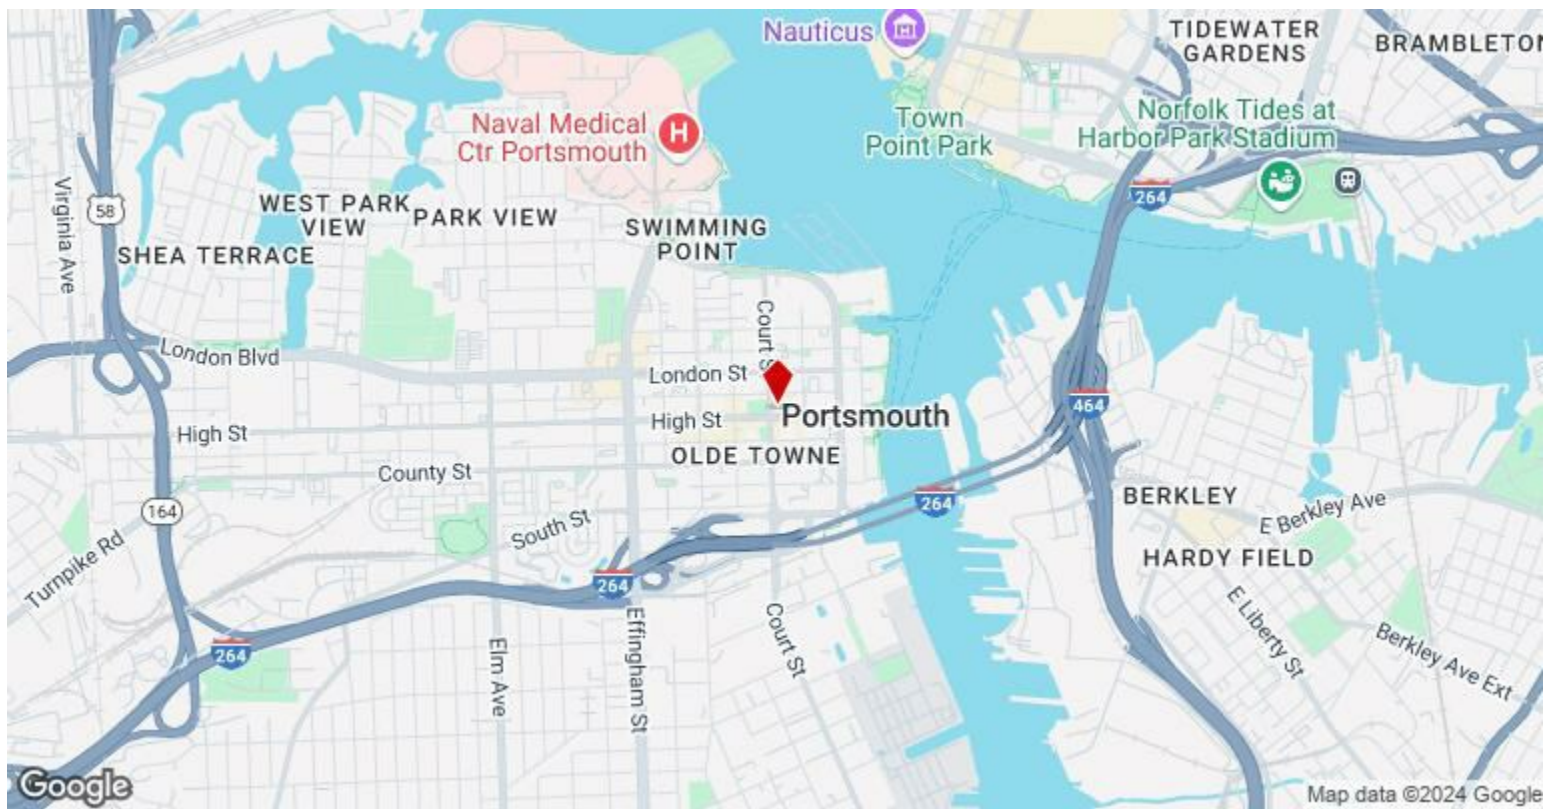 Nauticus
TIDEWATER
GARDENS
BRAMBLETON
Naval Medical
Ctr Portsmouth
H
Town
Point Park
Norfolk Tides at
Harbor Park Stadium
264
Virginia Ave
58
WEST PARK
VIEW
PARK VIEW
SWIMMING
POINT
SHEA TERRACE
Court S
London Blvd
London St
464
High St
High St
Portsmouth
OLDE TOWNE
County St
264
BERKLEY
E Berkley Ave
164
South St
Turnpike Rd
HARDY FIELD
264
Effingham St
Court St
E Liberty St
Elm Ave
264
Berkley Ave Ext
Google
Map data ©2024 Google